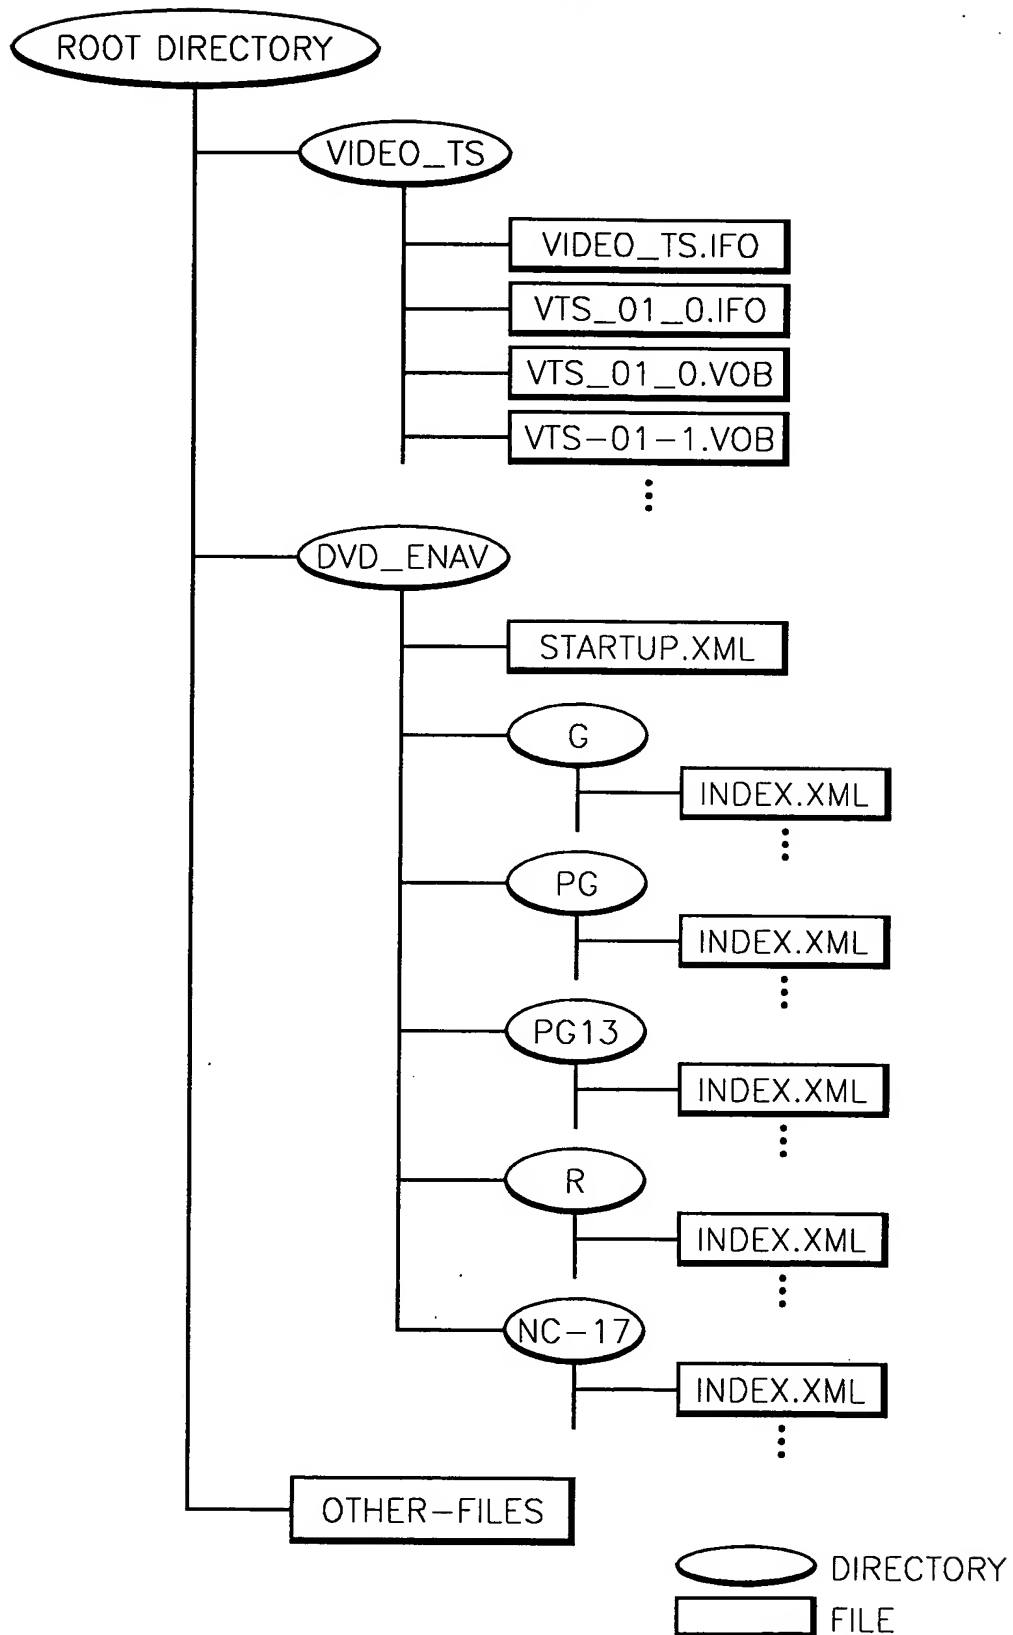 ROOT DIRECTORY
VIDEO_TS
VIDEO_TS.IFO
VTS_01_0.IFO
VTS_01_0.VOB
VTS-01-1.VOB
DVD_ENAV
STARTUP.XML
G
INDEX.XML
PG
INDEX.XML
PG13
INDEX.XML
R
INDEX.XML
NC-17
INDEX.XML
OTHER-FILES
DIRECTORY
FILE